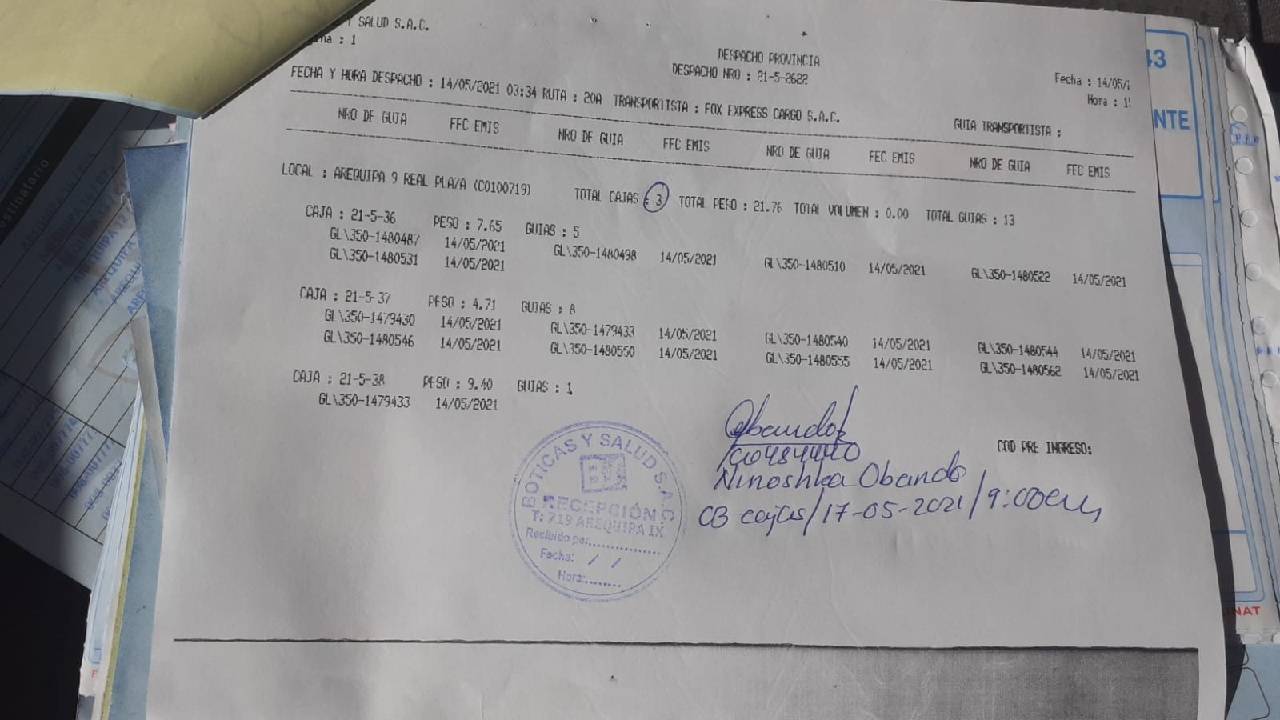 Y SALUD S.A.C.
: 1
DESPACHO PROVINCIA
DESPACHO NRO : 21-5-2622
Fecha : 14/05/
Hora : 1
FECHA Y HORA DESPACHO : 14/05/2021 03:34 RUTA : 20A TRANSPORTISTA : FOX EXPRESS CARGO S.A.C.
GUIA TRANSPORTISTA :
NRO DE GUIA FEC EMIS NRO DE GUIA FEC EMIS NRO DE GUIA FEC EMIS NRO DE GUIA FEC EMIS
LOCAL : AREQUIPA 9 REAL PLAZA (C0100719) TOTAL CAJAS : 3 TOTAL PESO : 21.76 TOTAL VOLUMEN : 0.00 TOTAL GUIAS : 13
CAJA : 21-5-36 PESO : 7.65 GUIAS : 5
GL\350-1480487 14/05/2021 GL\350-1480498 14/05/2021 GL\350-1480510 14/05/2021 GL\350-1480522 14/05/2021
GL\350-1480531 14/05/2021
CAJA : 21-5-37 PESO : 4.71 GUIAS : 8
GL\350-1479430 14/05/2021 GL\350-1479433 14/05/2021 GL\350-1480540 14/05/2021 GL\350-1480544 14/05/2021
GL\350-1480546 14/05/2021 GL\350-1480550 14/05/2021 GL\350-1480555 14/05/2021 GL\350-1480562 14/05/2021
CAJA : 21-5-38 PESO : 9.40 GUIAS : 1
GL\350-1479433 14/05/2021
COD PRE INGRESO:
Obando
Ninoshka Obando
03 cajas/17-05-2021/9:00am
BOTICAS Y SALUD S.A.C.
RECEPCIÓN
T: 719 AREQUIPA IX
Recibido por:
Fecha: / /
Hora:
43
NTE
NAT